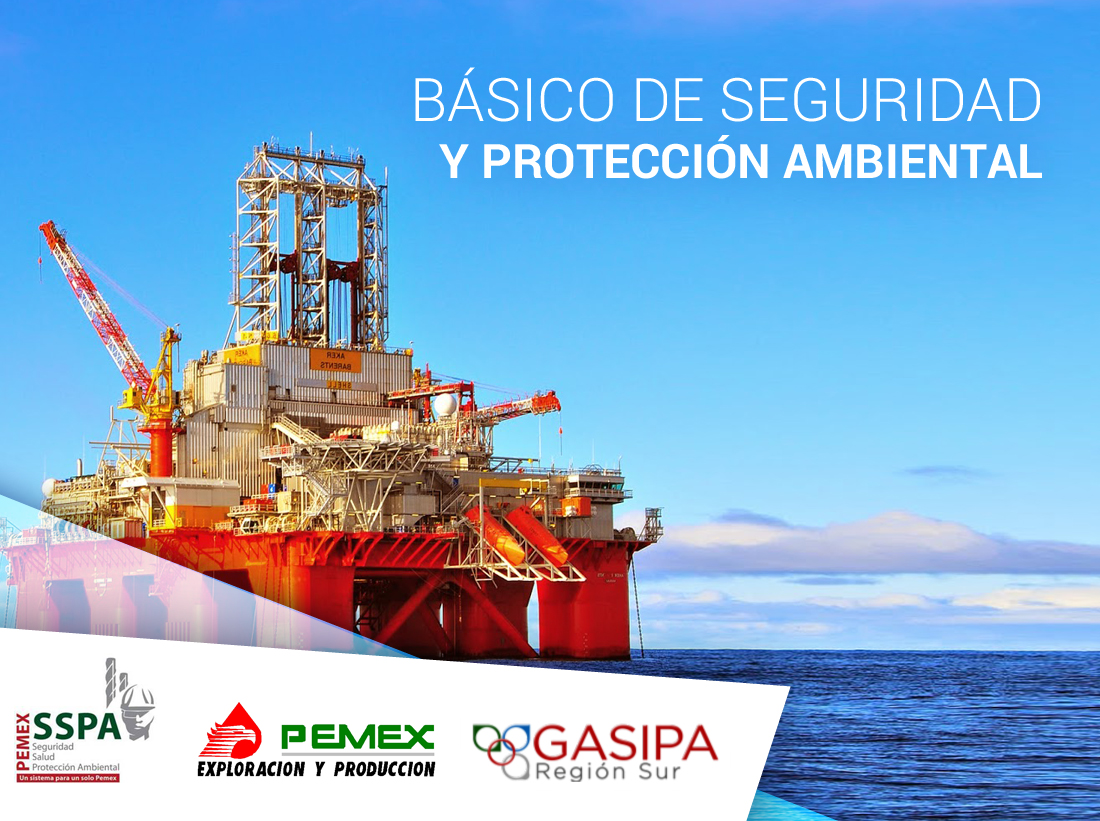 BÁSICO DE SEGURIDAD
Y PROTECCIÓN AMBIENTAL
AKER
BARENTS
PEMEX
SSPA
Seguridad
Salud
Protección Ambiental
Un sistema para un solo Pemex
PEMEX
EXPLORACION Y PRODUCCION
GASIPA
Región Sur